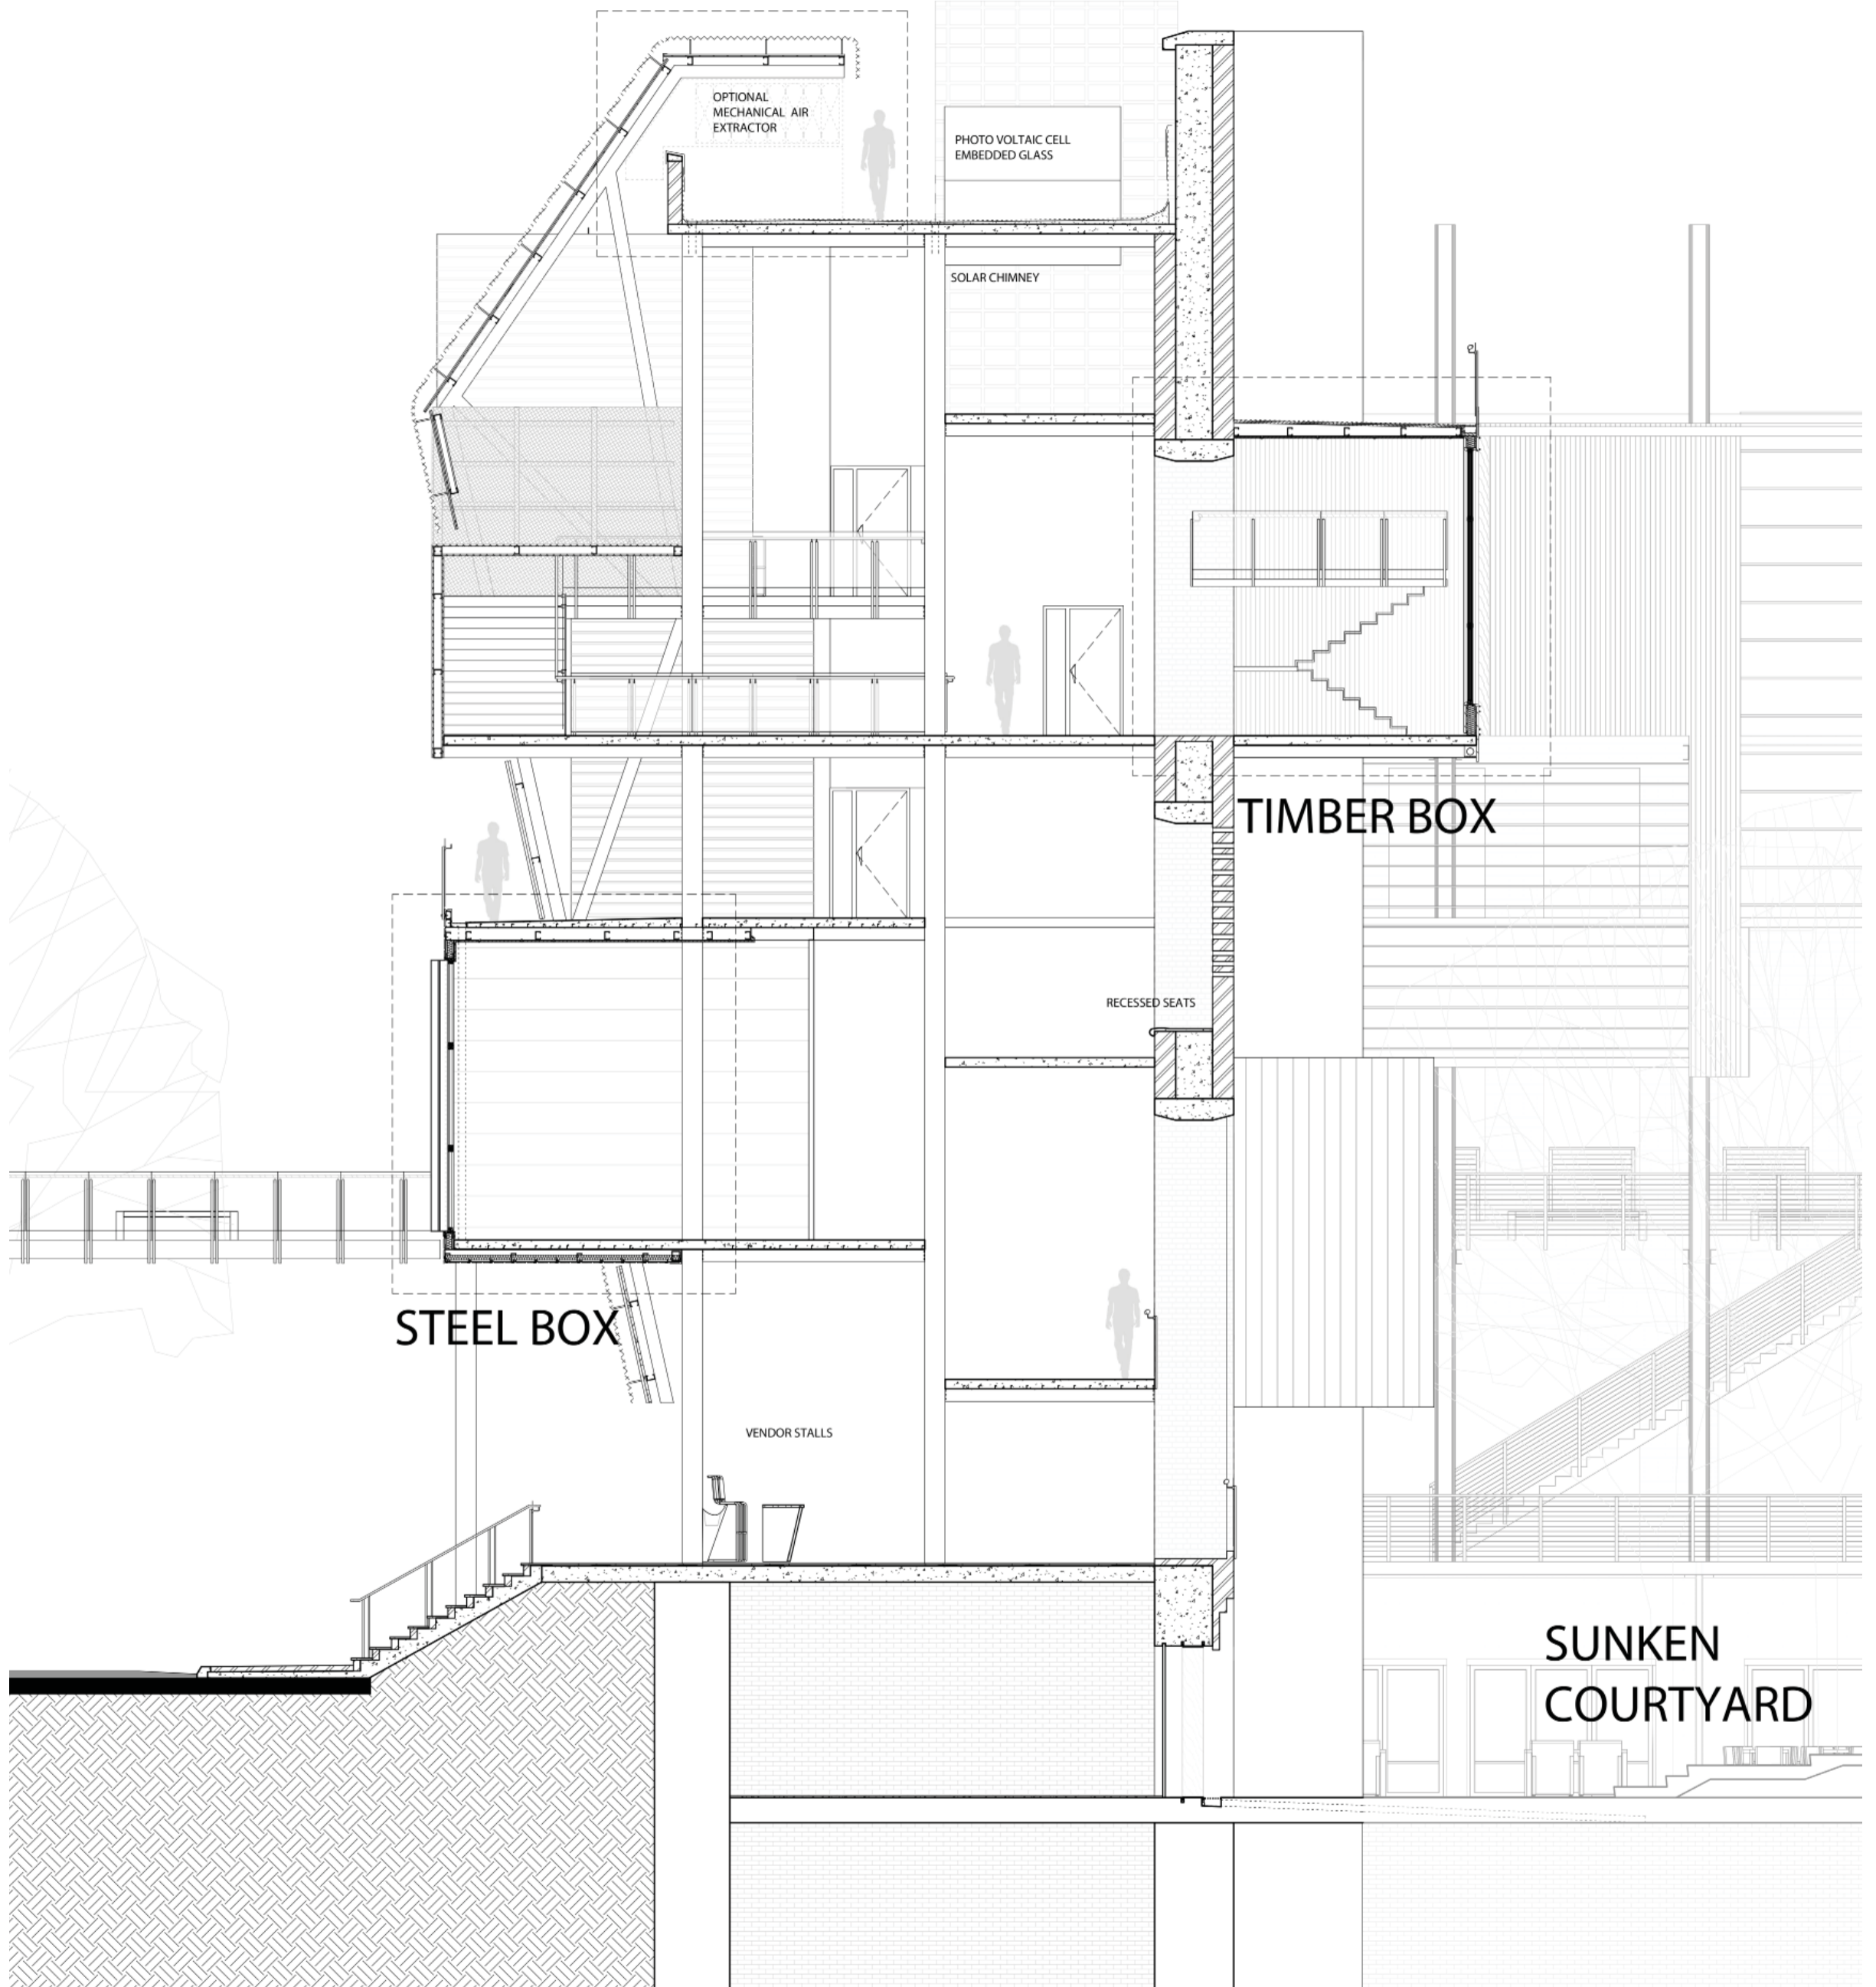 OPTIONAL
MECHANICAL AIR
EXTRACTOR
PHOTO VOLTAIC CELL
EMBEDDED GLASS
SOLAR CHIMNEY
TIMBER BOX
RECESSED SEATS
STEEL BOX
VENDOR STALLS
SUNKEN
COURTYARD